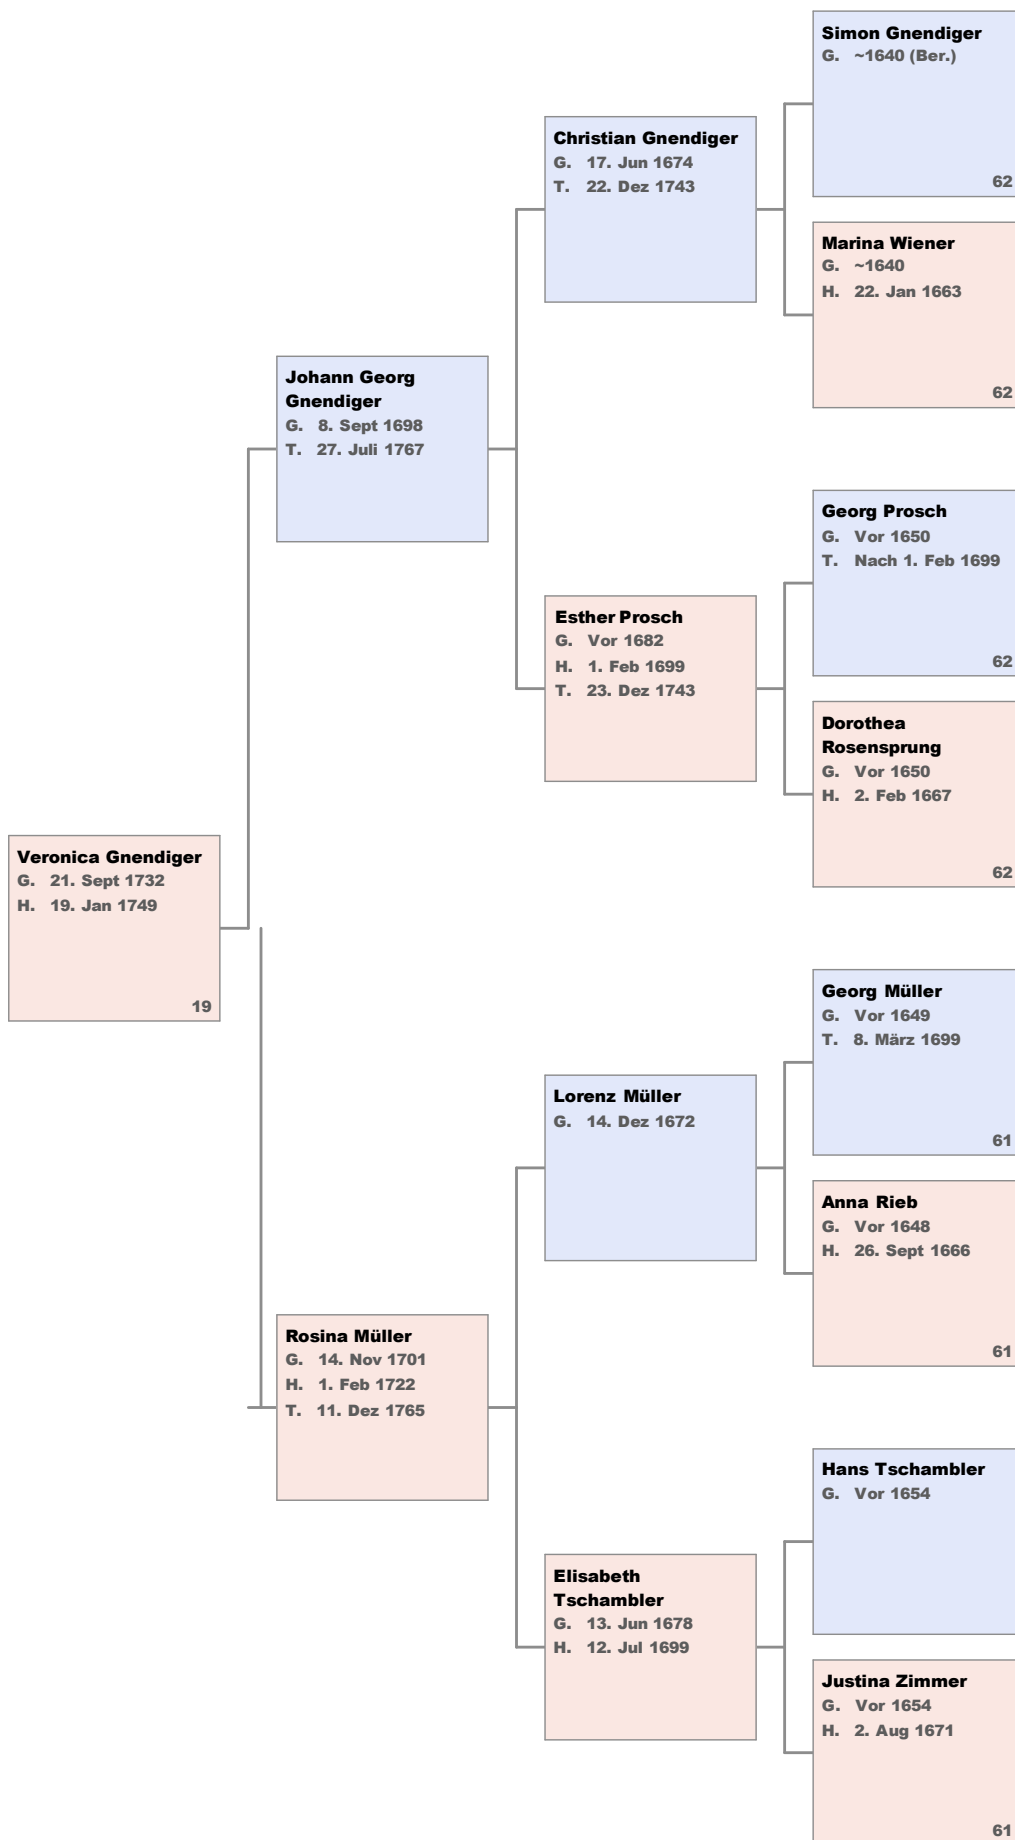 Simon Gnendiger
G. ~1640 (Ber.)
62
Christian Gnendiger
G. 17. Jun 1674
T. 22. Dez 1743
Marina Wiener
G. ~1640
H. 22. Jan 1663
62
Johann Georg
Gnendiger
G. 8. Sept 1698
T. 27. Juli 1767
Georg Prosch
G. Vor 1650
T. Nach 1. Feb 1699
62
Esther Prosch
G. Vor 1682
H. 1. Feb 1699
T. 23. Dez 1743
Dorothea
Rosensprung
G. Vor 1650
H. 2. Feb 1667
62
Veronica Gnendiger
G. 21. Sept 1732
H. 19. Jan 1749
19
Georg Müller
G. Vor 1649
T. 8. März 1699
61
Lorenz Müller
G. 14. Dez 1672
Anna Rieb
G. Vor 1648
H. 26. Sept 1666
61
Rosina Müller
G. 14. Nov 1701
H. 1. Feb 1722
T. 11. Dez 1765
Hans Tschambler
G. Vor 1654
Elisabeth
Tschambler
G. 13. Jun 1678
H. 12. Jul 1699
Justina Zimmer
G. Vor 1654
H. 2. Aug 1671
61